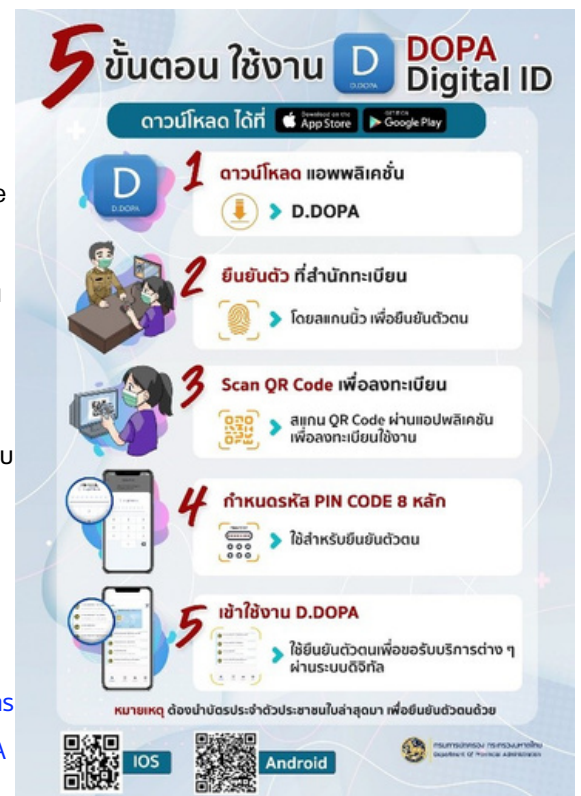 5 ขั้นตอน ใช้งาน D DOPA
D.DOPA Digital ID
ดาวน์โหลด ได้ที่ Download on the App Store GET IT ON Google Play
D
D.DOPA
1 ดาวน์โหลด แอพพลิเคชั่น
D.DOPA
2 ยืนยันตัว ที่สำนักทะเบียน
โดยสแกนนิ้ว เพื่อยืนยันตัวตน
3 Scan QR Code เพื่อลงทะเบียน
สแกน QR Code ผ่านแอปพลิเคชัน
เพื่อลงทะเบียนใช้งาน
4 กำหนดรหัส PIN CODE 8 หลัก
ใช้สำหรับยืนยันตัวตน
5 เข้าใช้งาน D.DOPA
ใช้ยืนยันตัวตนเพื่อขอรับบริการต่าง ๆ
ผ่านระบบดิจิทัล
หมายเหตุ ต้องนำบัตรประจำตัวประชาชนใบล่าสุดมา เพื่อยืนยันตัวตนด้วย
IOS
Android
กรมการปกครอง กระทรวงมหาดไทย
Department Of Provincial Administration